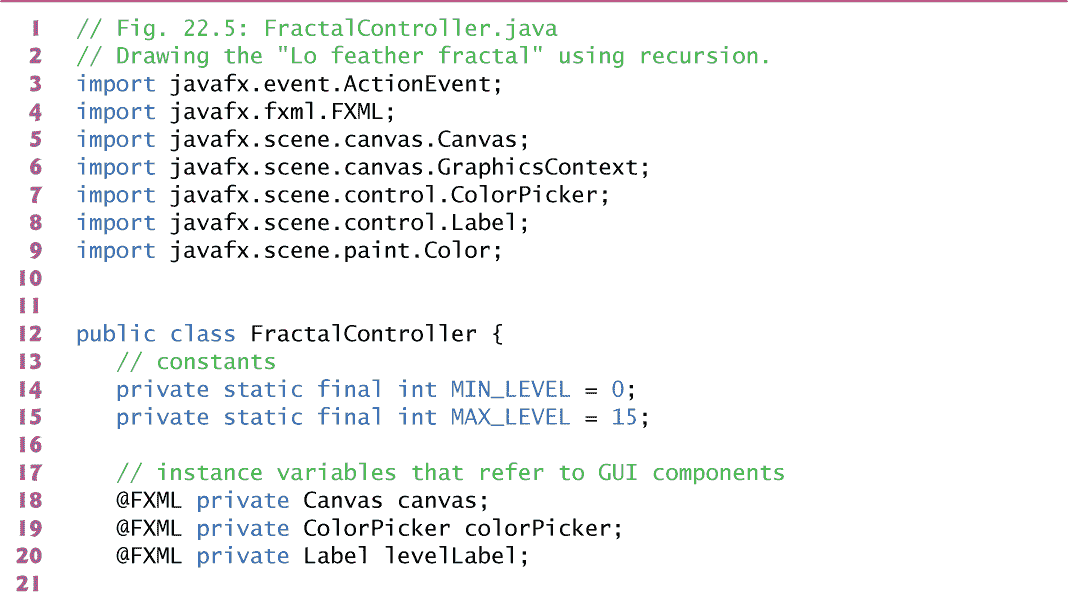 1 // Fig. 22.5: FractalController.java
2 // Drawing the "Lo feather fractal" using recursion.
3 import javafx.event.ActionEvent;
4 import javafx.fxml.FXML;
5 import javafx.scene.canvas.Canvas;
6 import javafx.scene.canvas.GraphicsContext;
7 import javafx.scene.control.ColorPicker;
8 import javafx.scene.control.Label;
9 import javafx.scene.paint.Color;
10
11
12 public class FractalController {
13    // constants
14    private static final int MIN_LEVEL = 0;
15    private static final int MAX_LEVEL = 15;
16
17    // instance variables that refer to GUI components
18    @FXML private Canvas canvas;
19    @FXML private ColorPicker colorPicker;
20    @FXML private Label levelLabel;
21